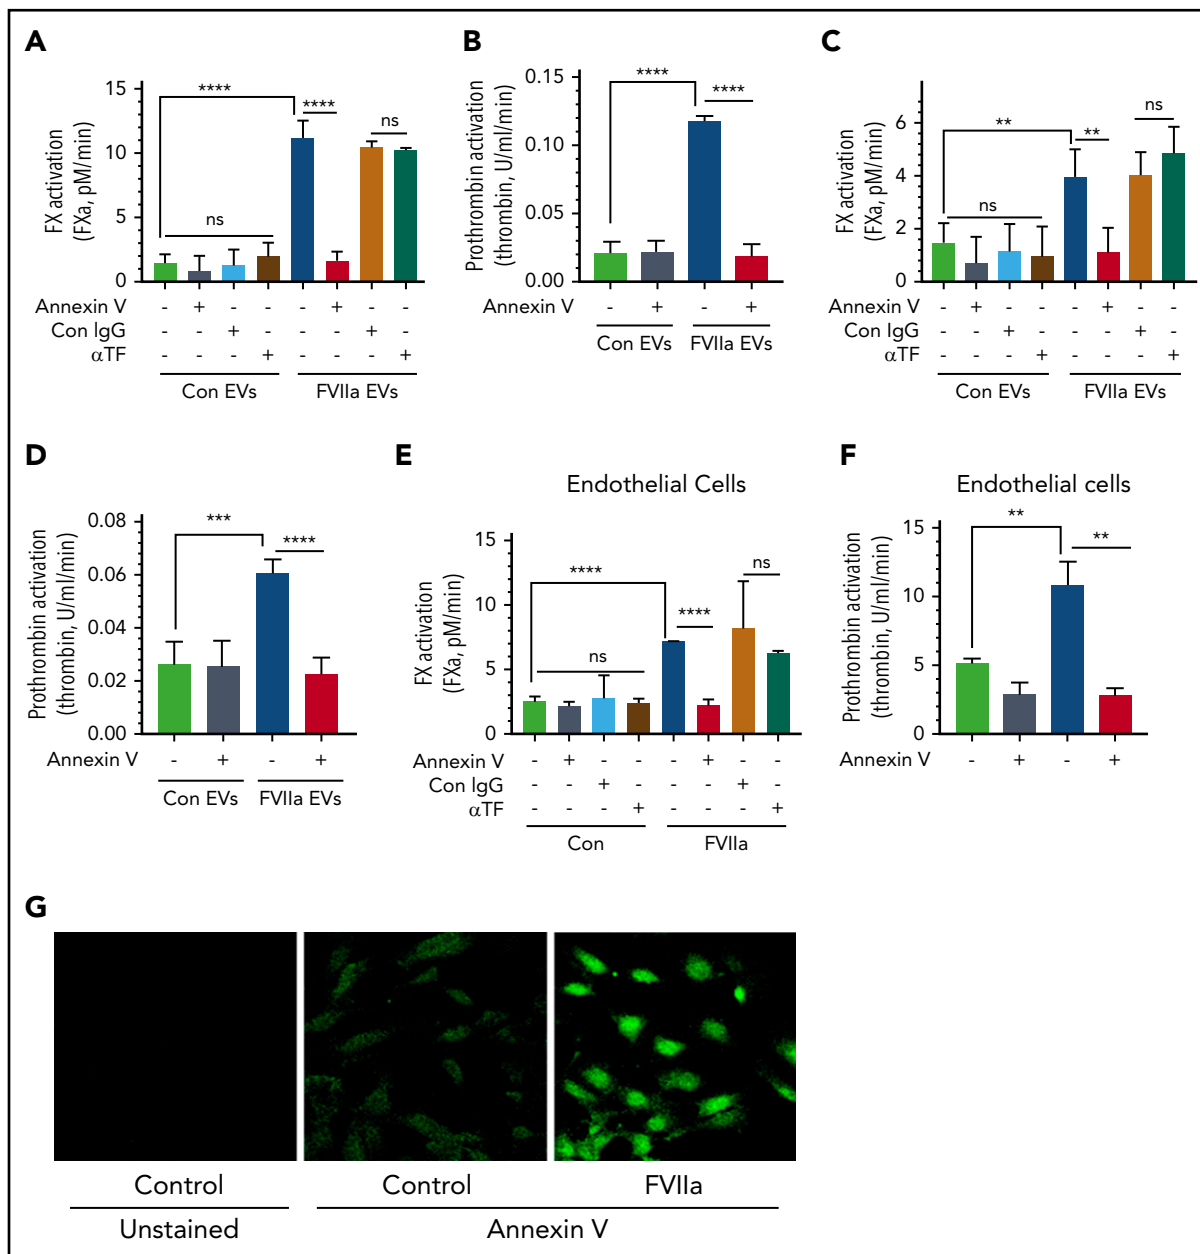 A
FX activation
(FXa, pM/min)
15
10
5
0
****
****
ns
ns
Annexin V - + - - - + - -
Con IgG - - + - - - + -
αTF - - - + - - - +
Con EVs FVIIa EVs
B
Prothrombin activation
(thrombin, U/ml/min)
0.15
0.10
0.05
0.00
****
****
Annexin V - + - +
Con EVs FVIIa EVs
C
FX activation
(FXa, pM/min)
6
4
2
0
**
**
ns
ns
Annexin V - + - - - + - -
Con IgG - - + - - - + -
αTF - - - + - - - +
Con EVs FVIIa EVs
D
Prothrombin activation
(thrombin, U/ml/min)
0.08
0.06
0.04
0.02
0.00
***
****
Annexin V - + - +
Con EVs FVIIa EVs
E
Endothelial Cells
FX activation
(FXa, pM/min)
15
10
5
0
****
****
ns
ns
Annexin V - + - - - + - -
Con IgG - - + - - - + -
αTF - - - + - - - +
Con FVIIa
F
Endothelial cells
Prothrombin activation
(thrombin, U/ml/min)
15
10
5
0
**
**
Annexin V - + - +
G
Control Control FVIIa
Unstained Annexin V